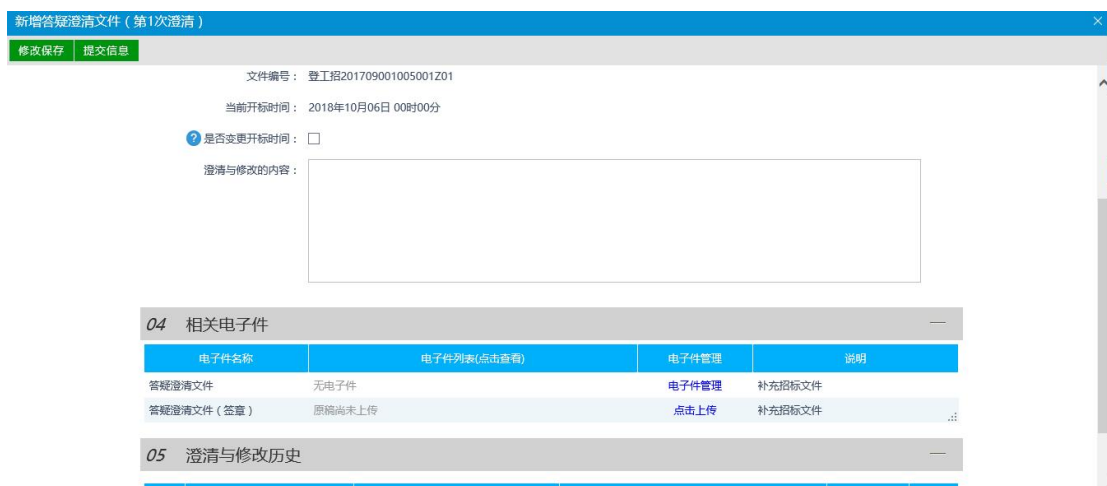 新增答疑澄清文件（第1次澄清）
修改保存 提交信息
文件编号： 登工招201709001005001Z01
当前开标时间： 2018年10月06日 00时00分
是否变更开标时间：
澄清与修改的内容：
04 相关电子件
电子件名称 电子件列表(点击查看) 电子件管理 说明
答疑澄清文件 无电子件 电子件管理 补充招标文件
答疑澄清文件（签章） 原稿尚未上传 点击上传 补充招标文件
05 澄清与修改历史